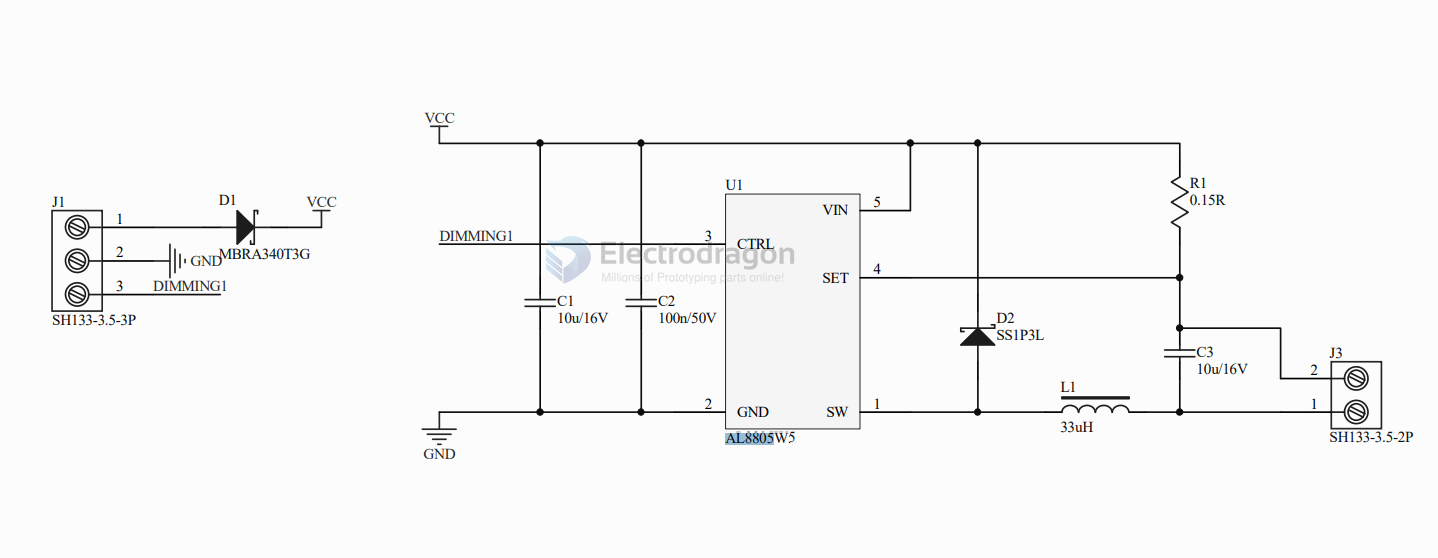 J1
1
2
3
SH133-3.5-3P
D1
MBRA340T3G
VCC
GND
DIMMING1
VCC
DIMMING1
GND
C1
10u/16V
C2
100n/50V
U1
3
CTRL
2
GND
VIN
5
SET
4
SW
1
AL8805W5
Electrodragon
Millions of Prototyping parts online!
D2
SS1P3L
R1
0.15R
L1
33uH
C3
10u/16V
J3
2
1
SH133-3.5-2P